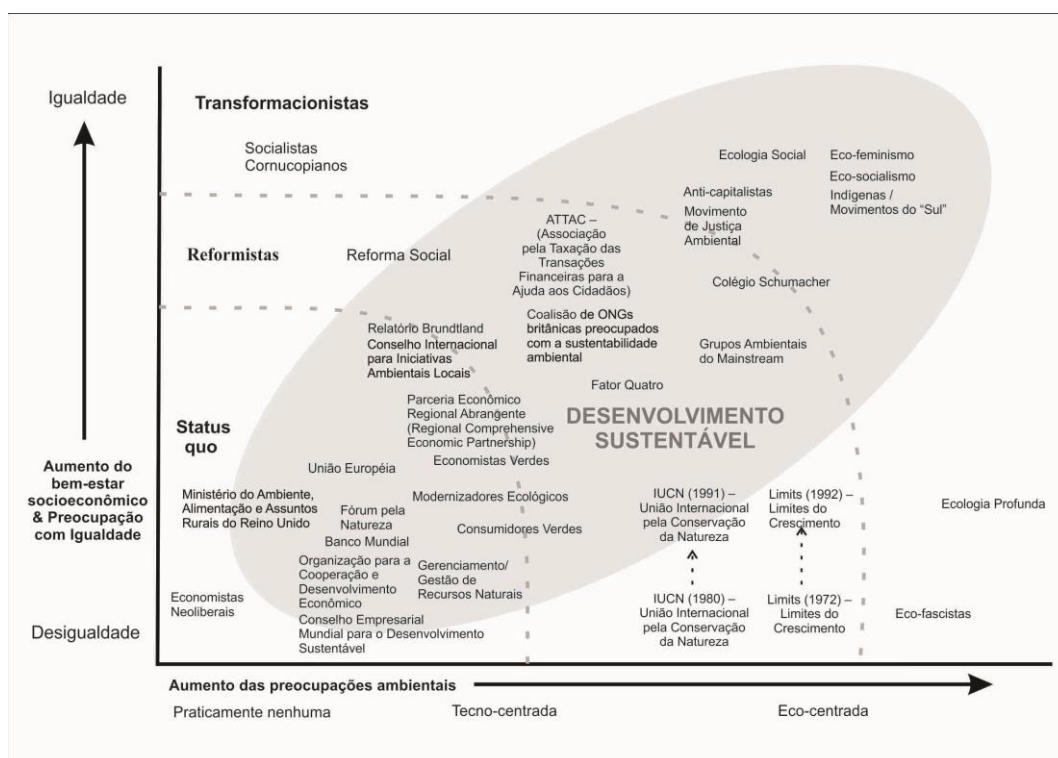 Igualdade
Transformacionistas
Socialistas
Cornucopianos
Ecologia Social
Eco-feminismo
Eco-socialismo
Indígenas /
Movimentos do “Sul”
Anti-capitalistas
Movimento
de Justiça
Ambiental
Reformistas
Reforma Social
ATTAC –
(Associação
pela Taxação das
Transações
Financeiras para a
Ajuda aos Cidadãos)
Colégio Schumacher
Relatório Brundtland
Conselho Internacional
para Iniciativas
Ambientais Locais
Coalisão de ONGs
britânicas preocupados
com a sustentabilidade
ambiental
Grupos Ambientais
do Mainstream
Fator Quatro
Parceria Econômico
Regional Abrangente
(Regional Comprehensive
Economic Partnership)
DESENVOLVIMENTO
SUSTENTÁVEL
Status
quo
Economistas Verdes
União Européia
Aumento do
bem-estar
socioeconômico
& Preocupação
com Igualdade
Ministério do Ambiente,
Alimentação e Assuntos
Rurais do Reino Unido
Fórum pela
Natureza
Banco Mundial
Modernizadores Ecológicos
Consumidores Verdes
IUCN (1991) –
União Internacional
pela Conservação
da Natureza
Limits (1992) –
Limites do
Crescimento
Ecologia Profunda
Organização para a
Cooperação e
Desenvolvimento
Econômico
Gerenciamento/
Gestão de
Recursos Naturais
Economistas
Neoliberais
Conselho Empresarial
Mundial para o Desenvolvimento
Sustentável
IUCN (1980) –
União Internacional
pela Conservação
da Natureza
Limits (1972) –
Limites do
Crescimento
Eco-fascistas
Desigualdade
Aumento das preocupações ambientais
Praticamente nenhuma
Tecno-centrada
Eco-centrada